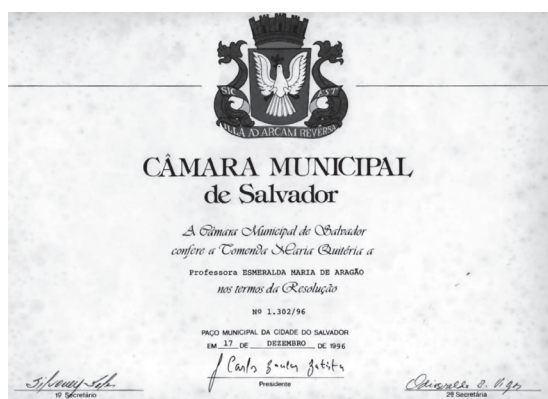 SIC EST
ILLA AD ARCAM REVERSA
CÂMARA MUNICIPAL
de Salvador
A Câmara Municipal de Salvador
confere a Comenda Maria Quitéria a
Professora ESMERALDA MARIA DE ARAGÃO
nos termos da Resolução
Nº 1.302/96
PAÇO MUNICIPAL DA CIDADE DO SALVADOR
EM 17 DE DEZEMBRO DE 1996
Presidente
1º Secretário
2ª Secretária